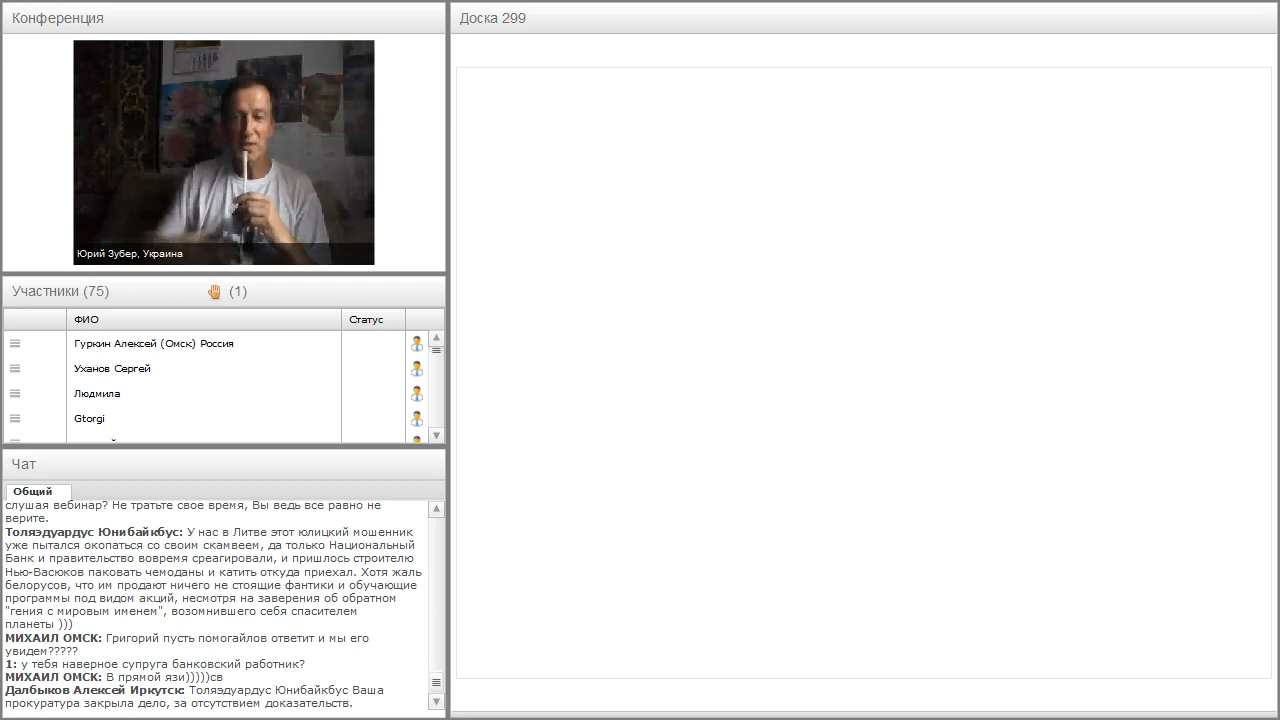 Конференция
Юрий Зубер, Украина
Участники (75) (1)
ФИО Статус
Гуркин Алексей (Омск) Россия
Уханов Сергей
Людмила
Gtorgi
Чат
Общий
слушая вебинар? Не тратьте свое время, Вы ведь все равно не
верите.
Толяэдуардус Юнибайкбус: У нас в Литве этот юлицкий мошенник
уже пытался окопаться со своим скамвеем, да только Национальный
Банк и правительство вовремя среагировали, и пришлось строителю
Нью-Васюков паковать чемоданы и катить откуда приехал. Хотя жаль
белорусов, что им продают ничего не стоящие фантики и обучающие
программы под видом акций, несмотря на заверения об обратном
"гения с мировым именем", возомнившего себя спасителем
планеты )))
МИХАИЛ ОМСК: Григорий пусть помогайлов ответит и мы его
увидем?????
1: у тебя наверное супруга банковский работник?
МИХАИЛ ОМСК: В прямой язи)))))св
Далбыков Алексей Иркутск: Толяэдуардус Юнибайкбус Ваша
прокуратура закрыла дело, за отсутствием доказательств.
Доска 299